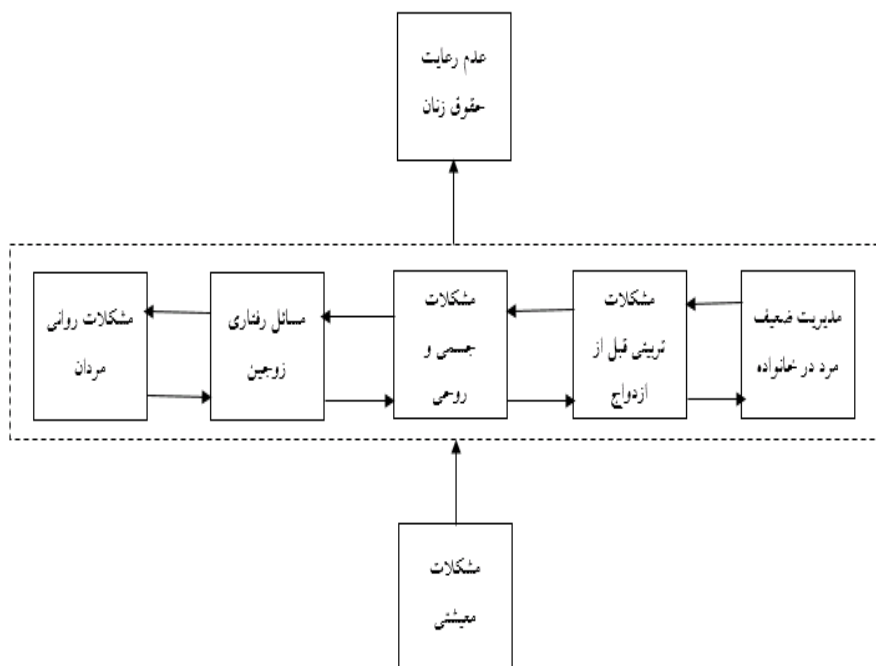 عدم رعایت
حقوق زنان
مدیریت ضعیف
مرد در خانواده
مشکلات
تربیتی قبل از
ازدواج
مشکلات
جسمی و
روحی
مسائل رفتاری
زوجین
مشکلات روانی
مردان
مشکلات
معیشتی